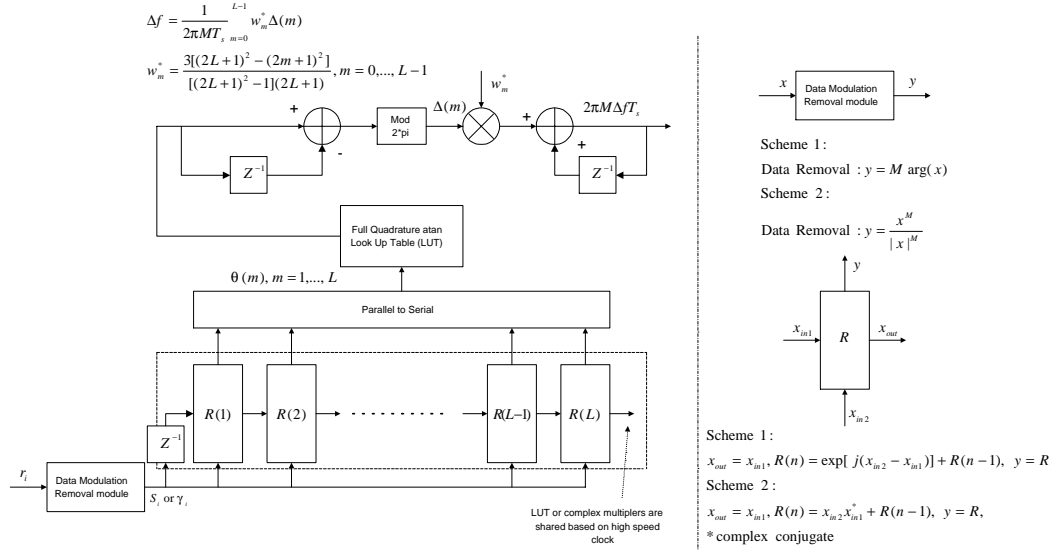 Δf = 1 / (2πMT_s) ^{L−1}_{m=0} w*_m Δ(m)
w*_m = 3[(2L+1)² − (2m+1)²] / [(2L+1)² −1](2L+1), m = 0,..., L−1
w*_m
+
-
Mod
2*pi
Δ(m)
+
+
2πMΔfT_s
Z⁻¹
Z⁻¹
Full Quadrature atan
Look Up Table (LUT)
θ(m), m = 1,..., L
Parallel to Serial
R(1)
R(2)
. . . . . . . . . .
R(L−1)
R(L)
Z⁻¹
r_i
Data Modulation
Removal module
S_i or γ_i
LUT or complex multiplers are
shared based on high speed
clock
x
Data Modulation
Removal module
y
Scheme 1:
Data Removal : y = M arg(x)
Scheme 2:
Data Removal : y = x^M / | x |^M
y
x_in1
R
x_out
x_in2
Scheme 1:
x_out = x_in1, R(n) = exp[ j(x_in2 − x_in1)] + R(n−1), y = R
Scheme 2:
x_out = x_in1, R(n) = x_in2 x*_in1 + R(n−1), y = R,
* complex conjugate